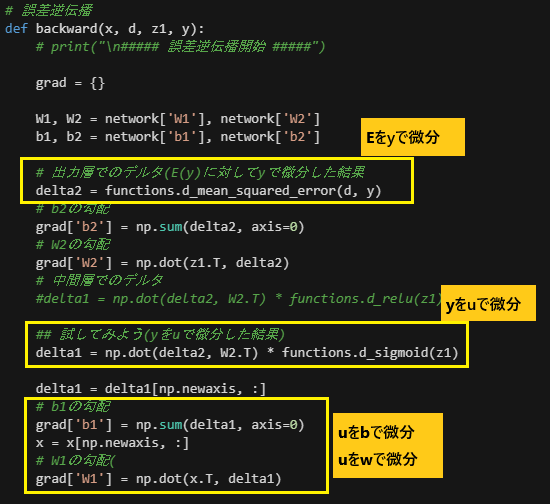 # 誤差逆伝播
def backward(x, d, z1, y):
# print("\n##### 誤差逆伝播開始 #####")
grad = {}
W1, W2 = network['W1'], network['W2']
b1, b2 = network['b1'], network['b2']
Eをyで微分
# 出力層でのデルタ(E(y)に対してyで微分した結果
delta2 = functions.d_mean_squared_error(d, y)
# b2の勾配
grad['b2'] = np.sum(delta2, axis=0)
# W2の勾配
grad['W2'] = np.dot(z1.T, delta2)
# 中間層でのデルタ
#delta1 = np.dot(delta2, W2.T) * functions.d_relu(z1)
yをuで微分
## 試してみよう(yをuで微分した結果)
delta1 = np.dot(delta2, W2.T) * functions.d_sigmoid(z1)
delta1 = delta1[np.newaxis, :]
# b1の勾配
grad['b1'] = np.sum(delta1, axis=0)
x = x[np.newaxis, :]
# W1の勾配(
grad['W1'] = np.dot(x.T, delta1)
uをbで微分
uをwで微分